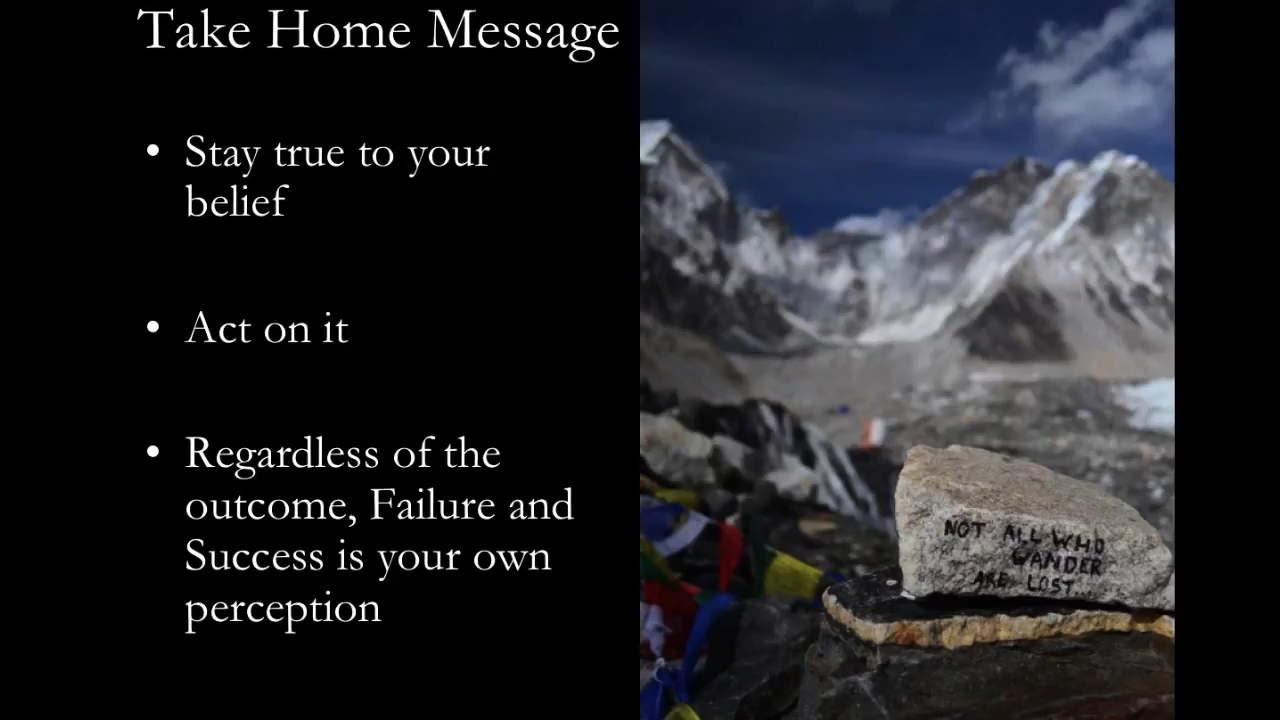 Take Home Message
• Stay true to your
belief
• Act on it
• Regardless of the
outcome, Failure and
Success is your own
perception
NOT ALL WHO
WANDER
ARE LOST...